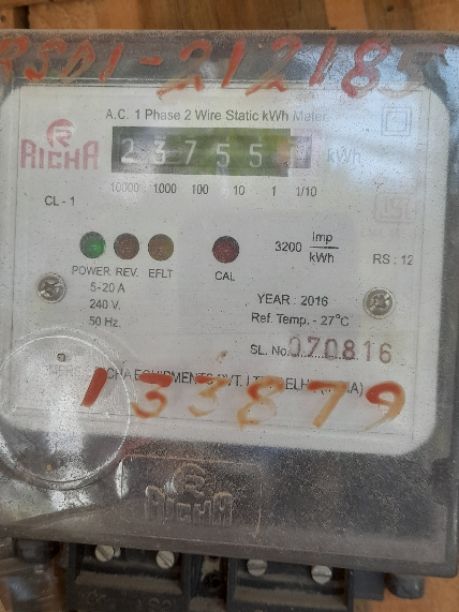 RSD1-212185
A.C. 1 Phase 2 Wire Static kWh Meter
RICHA
23755
kWh
10000 1000 100 10 1 1/10
CL - 1
3200 Imp/kWh
RS : 12
POWER REV. EFLT
CAL
5-20 A
240 V.
50 Hz.
YEAR : 2016
Ref. Temp. - 27°C
SL. No. 070816
133879
RICHA